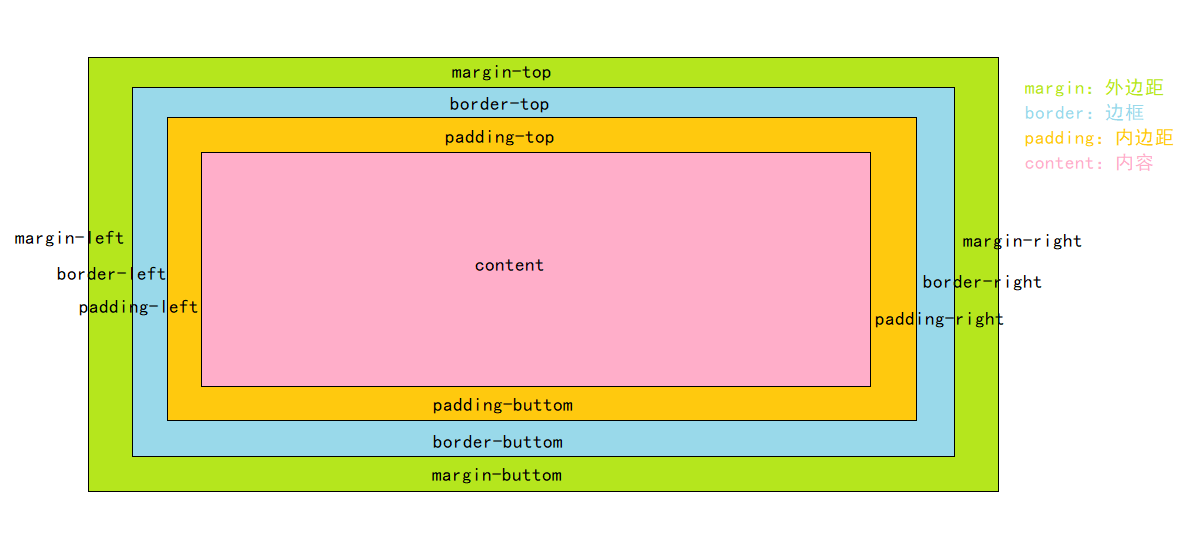 margin-top
border-top
padding-top
margin: 外边距
border: 边框
padding: 内边距
content: 内容
margin-left
margin-right
border-left
content
border-right
padding-left
padding-right
padding-buttom
border-buttom
margin-buttom